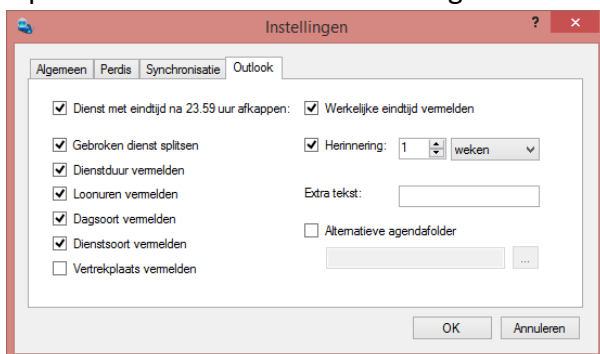 Instellingen
?
×
Algemeen Perdis Synchronisatie Outlook
Dienst met eindtijd na 23.59 uur afkappen: Werkelijke eindtijd vermelden
Gebroken dienst splitsen Herinnering: 1 weken
Dienstduur vermelden
Loonuren vermelden Extra tekst:
Dagsoort vermelden
Alternatieve agendafolder
Dienstsoort vermelden
...
Vertrekplaats vermelden
OK Annuleren